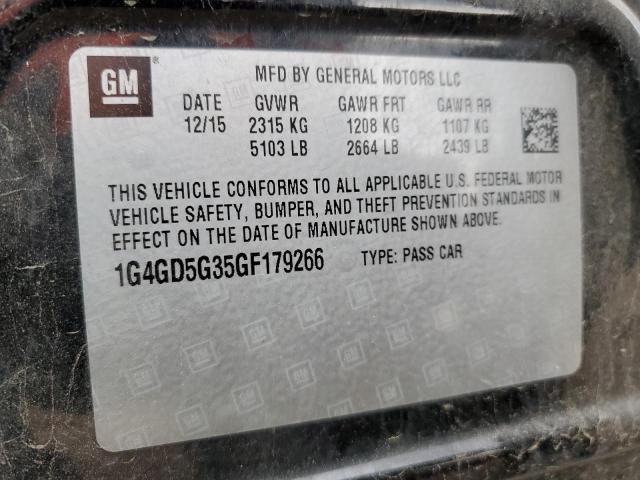 GM ®
MFD BY GENERAL MOTORS LLC
DATE GVWR GAWR FRT GAWR RR
12/15 2315 KG 1208 KG 1107 KG
5103 LB 2664 LB 2439 LB
THIS VEHICLE CONFORMS TO ALL APPLICABLE U.S. FEDERAL MOTOR
VEHICLE SAFETY, BUMPER, AND THEFT PREVENTION STANDARDS IN
EFFECT ON THE DATE OF MANUFACTURE SHOWN ABOVE.
1G4GD5G35GF179266 TYPE: PASS CAR